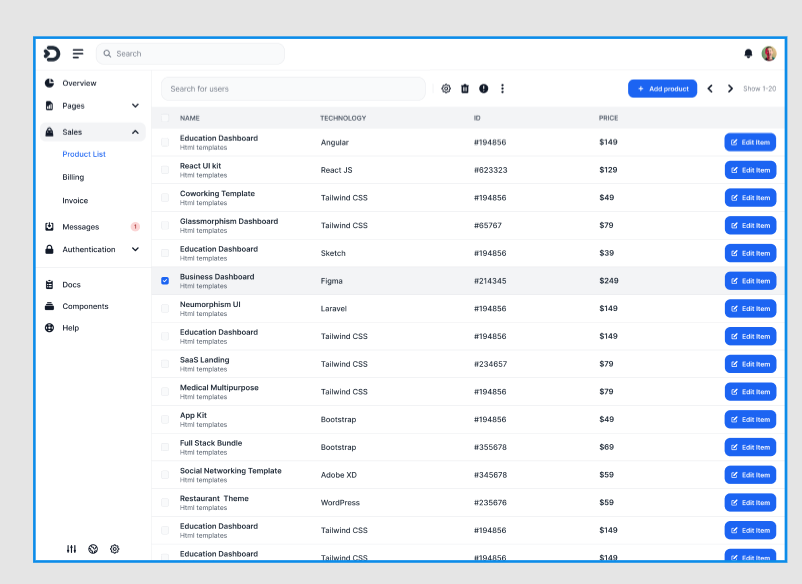 Search
Overview
Pages
Sales
Product List
Billing
Invoice
Messages 1
Authentication
Docs
Components
Help
Search for users
+ Add product
Show 1-20
NAME TECHNOLOGY ID PRICE
Education Dashboard
Html templates
Angular #194856 $149 Edit Item
React UI kit
Html templates
React JS #623323 $129 Edit Item
Coworking Template
Html templates
Tailwind CSS #194856 $49 Edit Item
Glassmorphism Dashboard
Html templates
Tailwind CSS #65767 $79 Edit Item
Education Dashboard
Html templates
Sketch #194856 $39 Edit Item
Business Dashboard
Html templates
Figma #214345 $249 Edit Item
Neumorphism UI
Html templates
Laravel #194856 $149 Edit Item
Education Dashboard
Html templates
Tailwind CSS #194856 $149 Edit Item
SaaS Landing
Html templates
Tailwind CSS #234657 $79 Edit Item
Medical Multipurpose
Html templates
Tailwind CSS #194856 $79 Edit Item
App Kit
Html templates
Bootstrap #194856 $49 Edit Item
Full Stack Bundle
Html templates
Bootstrap #355678 $69 Edit Item
Social Networking Template
Html templates
Adobe XD #345678 $59 Edit Item
Restaurant Theme
Html templates
WordPress #235676 $59 Edit Item
Education Dashboard
Html templates
Tailwind CSS #194856 $149 Edit Item
Education Dashboard
Html templates
Tailwind CSS #194856 $149 Edit Item